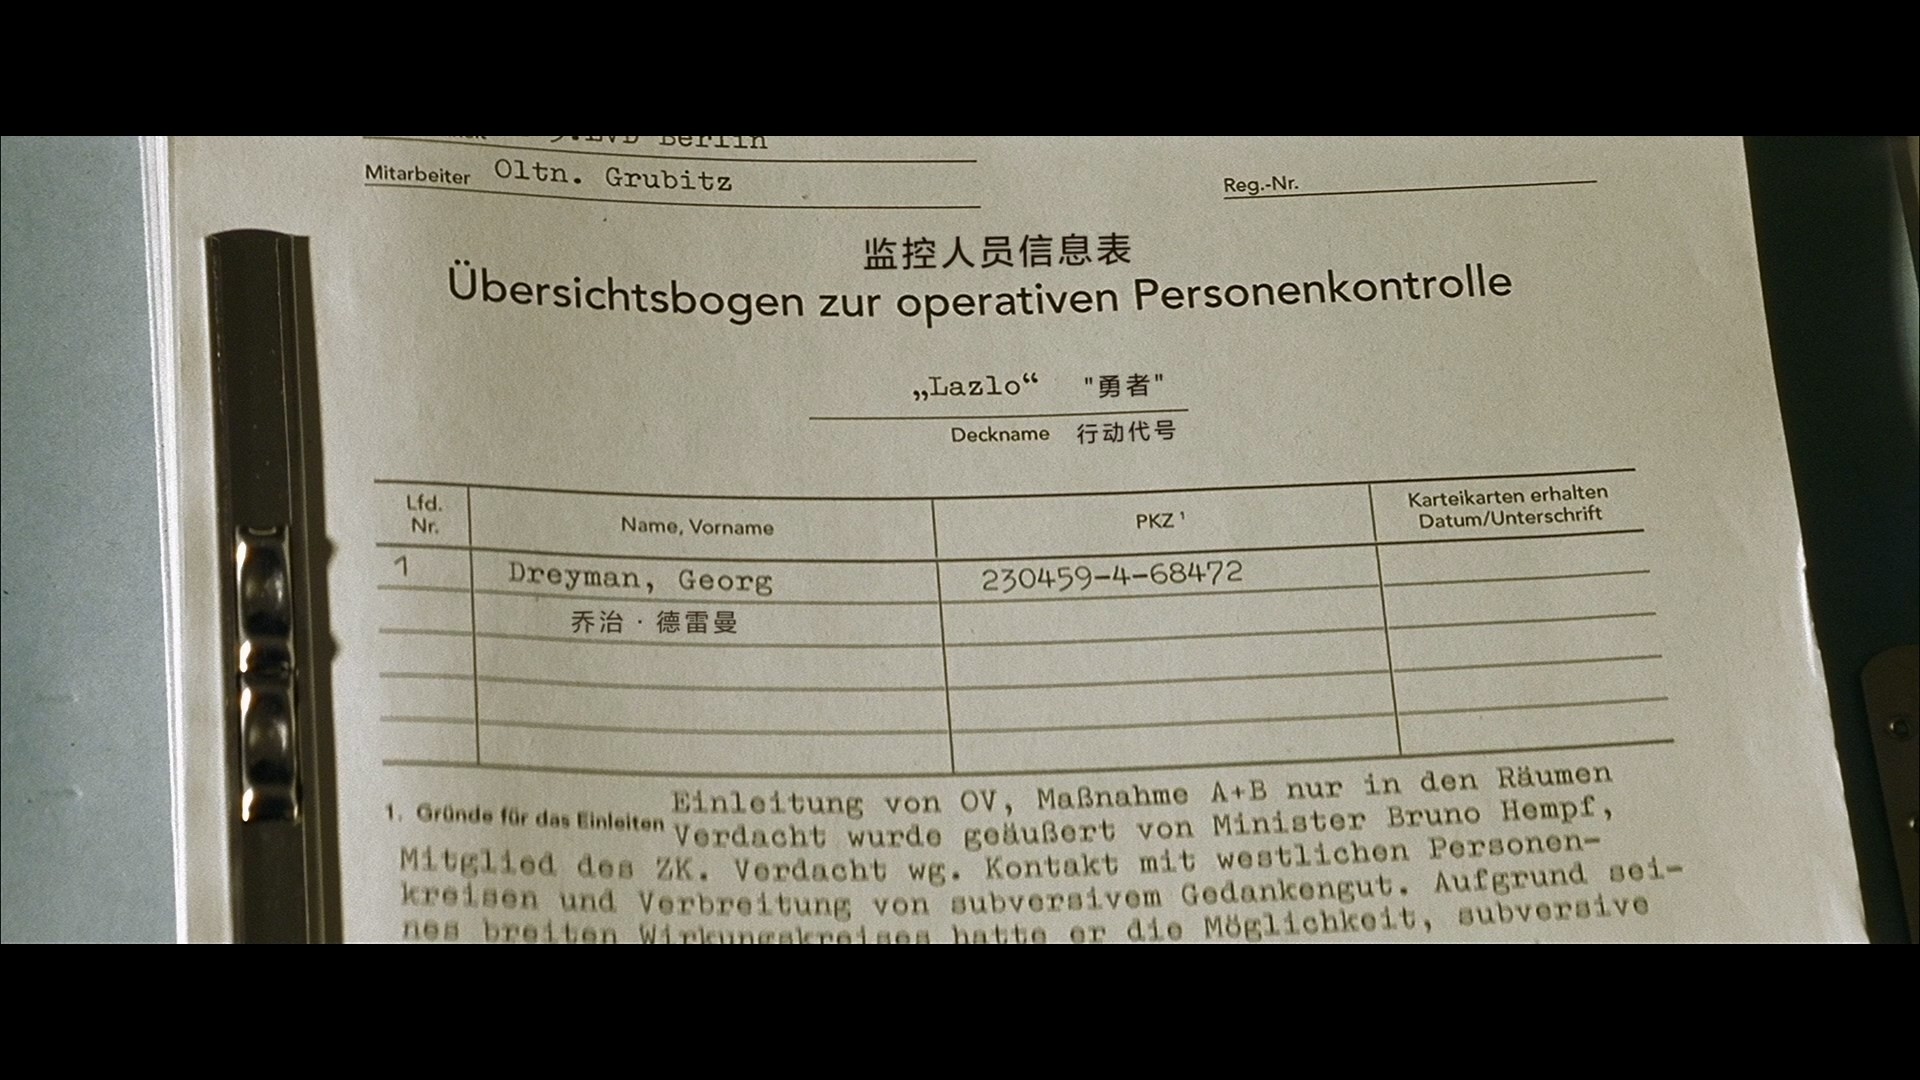 Berlin
Mitarbeiter Oltn. Grubitz
Reg.-Nr.
监控人员信息表
Übersichtsbogen zur operativen Personenkontrolle
„Lazlo“ "勇者"
Deckname 行动代号
Lfd. Nr.
Name, Vorname
PKZ ¹
Karteikarten erhalten
Datum/Unterschrift
1 Dreyman, Georg 230459-4-68472
乔治·德雷曼
1. Gründe für das Einleiten
Einleitung von OV, Maßnahme A+B nur in den Räumen
Verdacht wurde geäußert von Minister Bruno Hempf,
Mitglied des ZK. Verdacht wg. Kontakt mit westlichen Personen-
kreisen und Verbreitung von subversivem Gedankengut. Aufgrund sei-
nes breiten Wirkungskreises hatte er die Möglichkeit, subversive